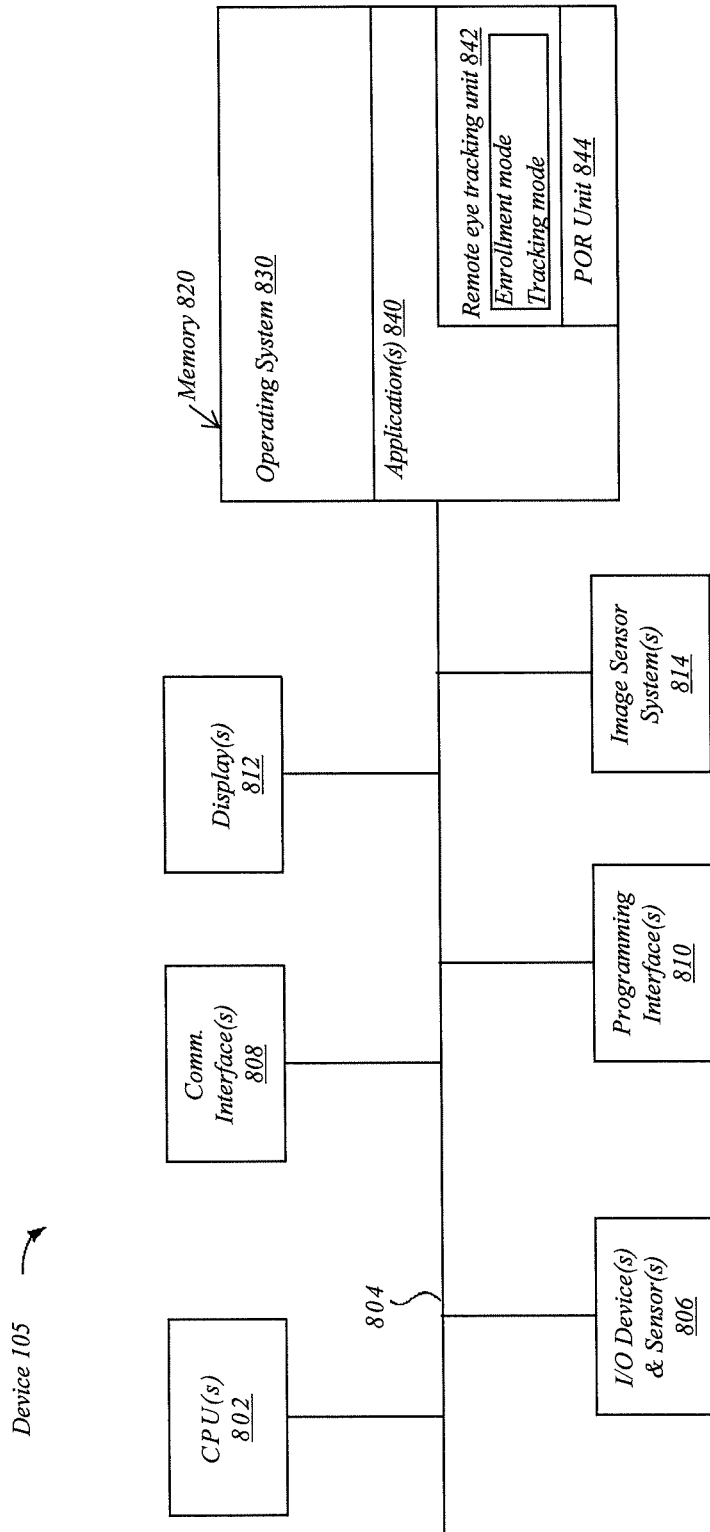 Device 105
CPU(s)
802
Comm.
Interface(s)
808
Display(s)
812
Memory 820
Operating System 830
Application(s) 840
Remote eye tracking unit 842
Enrollment mode
Tracking mode
POR Unit 844
804
I/O Device(s)
& Sensor(s)
806
Programming
Interface(s)
810
Image Sensor
System(s)
814